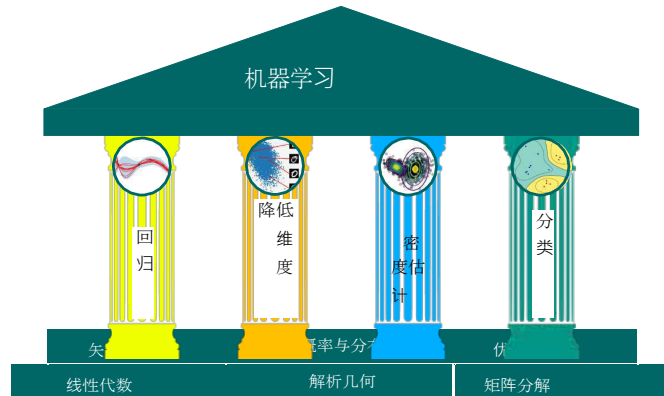 机器学习
回
归
降低
维
度
密
度估
计
分
类
矢
率与分
优
线性代数
解析几何
矩阵分解